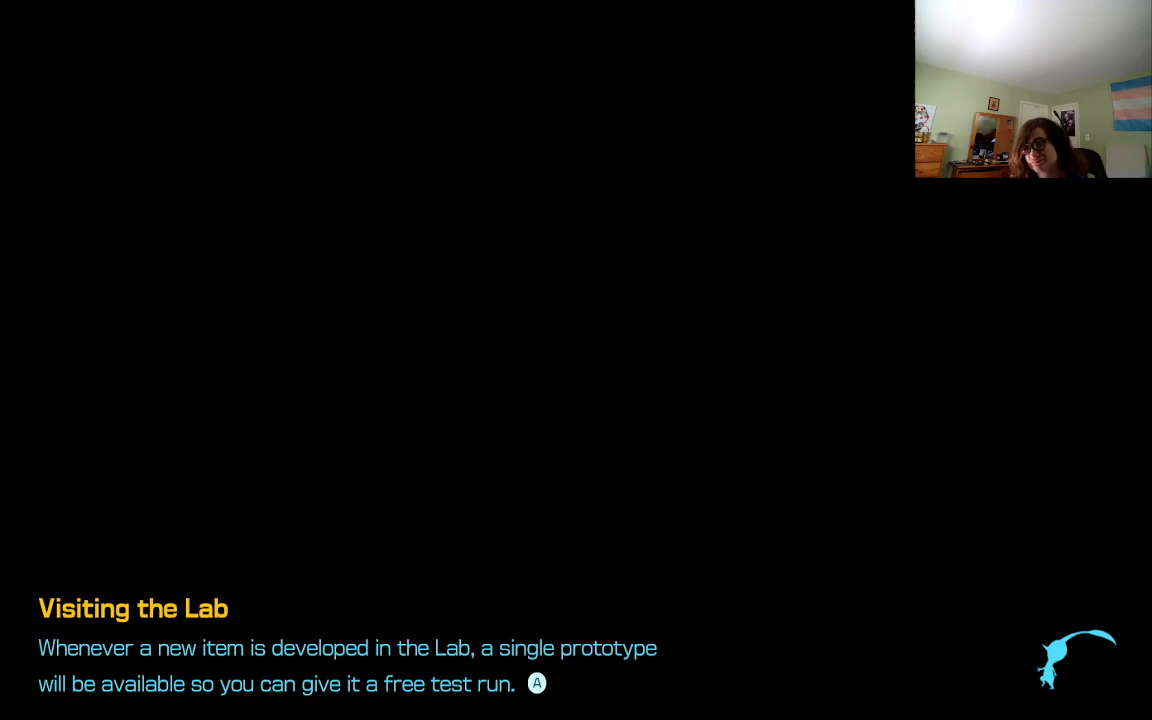 Visiting the Lab
Whenever a new item is developed in the Lab, a single prototype
will be available so you can give it a free test run. A